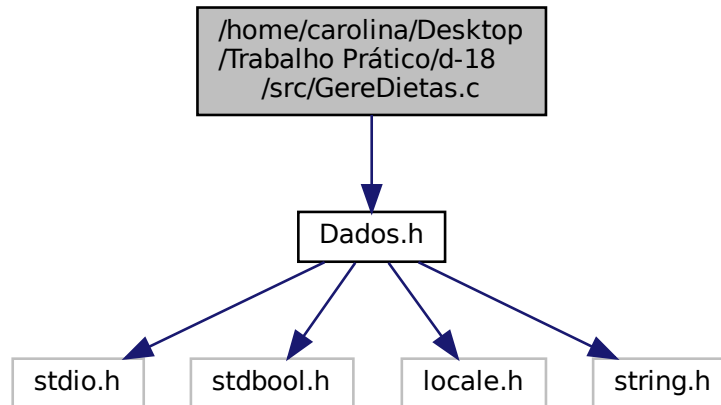 /home/carolina/Desktop
/Trabalho Prático/d-18
/src/GereDietas.c
Dados.h
stdio.h
stdbool.h
locale.h
string.h